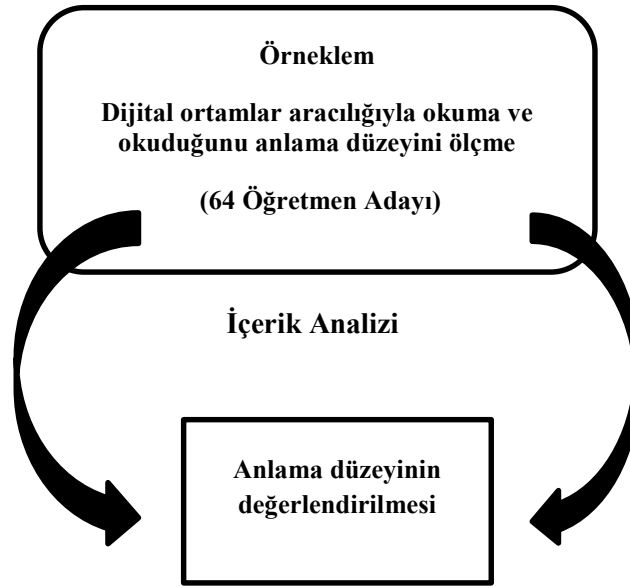 Örneklem
Dijital ortamlar aracılığıyla okuma ve
okuduğunu anlama düzeyini ölçme
(64 Öğretmen Adayı)
İçerik Analizi
Anlama düzeyinin
değerlendirilmesi